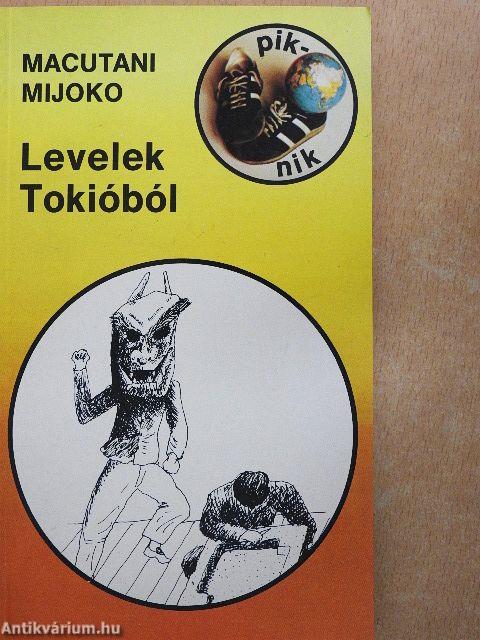 MACUTANI
MIJOKO
pik-
nik
Levelek
Tokióból
Antikvárium.hu